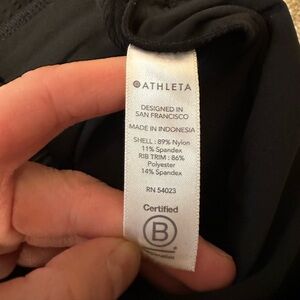 ATHLETA
DESIGNED IN
SAN FRANCISCO
MADE IN INDONESIA
SHELL : 89% Nylon
11% Spandex
RIB TRIM : 86%
Polyester
14% Spandex
RN 54023
Certified
B
Corporation